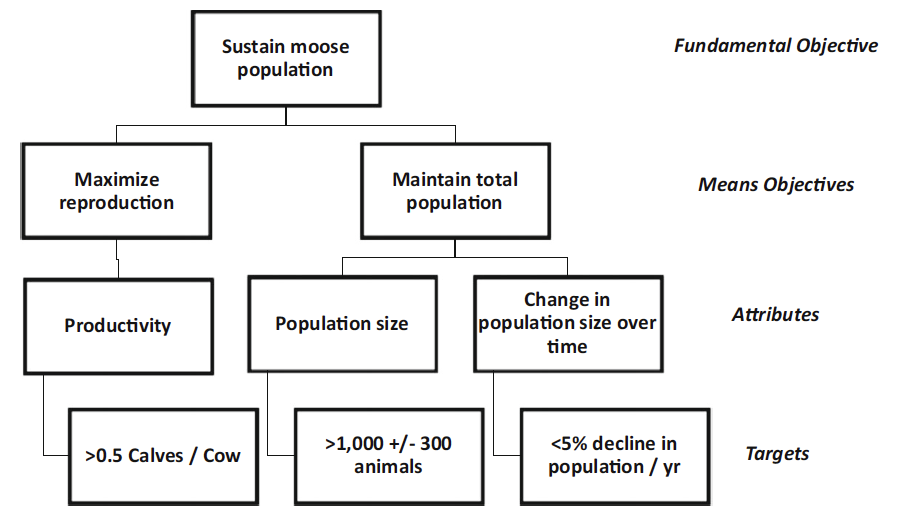 Sustain moose
population
Fundamental Objective
Maximize
reproduction
Maintain total
population
Means Objectives
Productivity
Population size
Change in
population size over
time
Attributes
>0.5 Calves / Cow
>1,000 +/- 300
animals
<5% decline in
population / yr
Targets